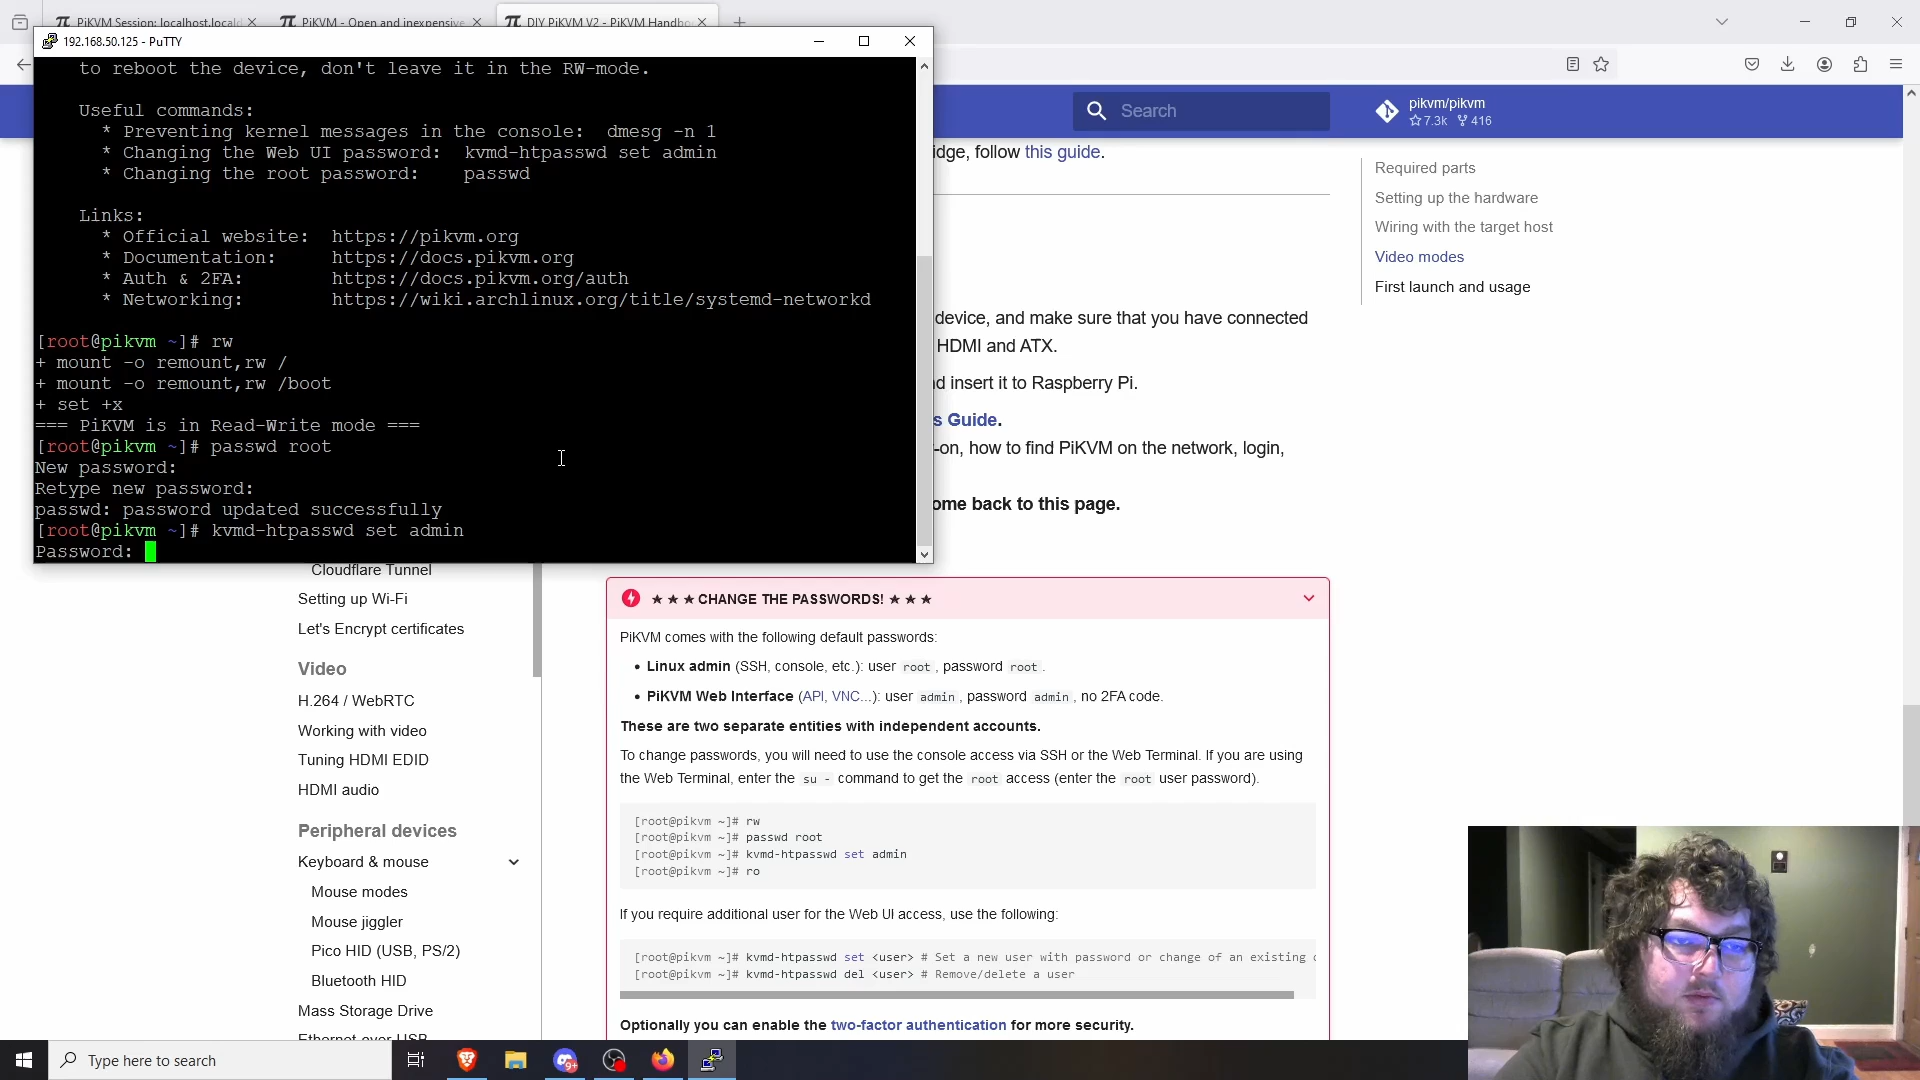 PiKVM Session: localhost.locald
PiKVM - Open and inexpensive
DIY PiKVM V2 - PiKVM Handbo
192.168.50.125 - PuTTY
to reboot the device, don't leave it in the RW-mode.
Useful commands:
* Preventing kernel messages in the console: dmesg -n 1
* Changing the Web UI password: kvmd-htpasswd set admin
* Changing the root password: passwd
Links:
* Official website: https://pikvm.org
* Documentation: https://docs.pikvm.org
* Auth & 2FA: https://docs.pikvm.org/auth
* Networking: https://wiki.archlinux.org/title/systemd-networkd
[root@pikvm ~]# rw
+ mount -o remount,rw /
+ mount -o remount,rw /boot
+ set +x
=== PiKVM is in Read-Write mode ===
[root@pikvm ~]# passwd root
New password:
Retype new password:
passwd: password updated successfully
[root@pikvm ~]# kvmd-htpasswd set admin
Password:
Search
pikvm/pikvm
7.3k 416
idge, follow this guide.
device, and make sure that you have connected
HDMI and ATX.
nd insert it to Raspberry Pi.
s Guide.
-on, how to find PiKVM on the network, login,
ome back to this page.
Required parts
Setting up the hardware
Wiring with the target host
Video modes
First launch and usage
Cloudflare Tunnel
Setting up Wi-Fi
Let's Encrypt certificates
Video
H.264 / WebRTC
Working with video
Tuning HDMI EDID
HDMI audio
Peripheral devices
Keyboard & mouse
Mouse modes
Mouse jiggler
Pico HID (USB, PS/2)
Bluetooth HID
Mass Storage Drive
Ethernet-over-USB
★ ★ ★ CHANGE THE PASSWORDS! ★ ★ ★
PiKVM comes with the following default passwords:
• Linux admin (SSH, console, etc.): user root, password root.
• PiKVM Web Interface (API, VNC...): user admin, password admin, no 2FA code.
These are two separate entities with independent accounts.
To change passwords, you will need to use the console access via SSH or the Web Terminal. If you are using
the Web Terminal, enter the su - command to get the root access (enter the root user password).
[root@pikvm ~]# rw
[root@pikvm ~]# passwd root
[root@pikvm ~]# kvmd-htpasswd set admin
[root@pikvm ~]# ro
If you require additional user for the Web UI access, use the following:
[root@pikvm ~]# kvmd-htpasswd set <user> # Set a new user with password or change of an existing
[root@pikvm ~]# kvmd-htpasswd del <user> # Remove/delete a user
Optionally you can enable the two-factor authentication for more security.
Type here to search
9+